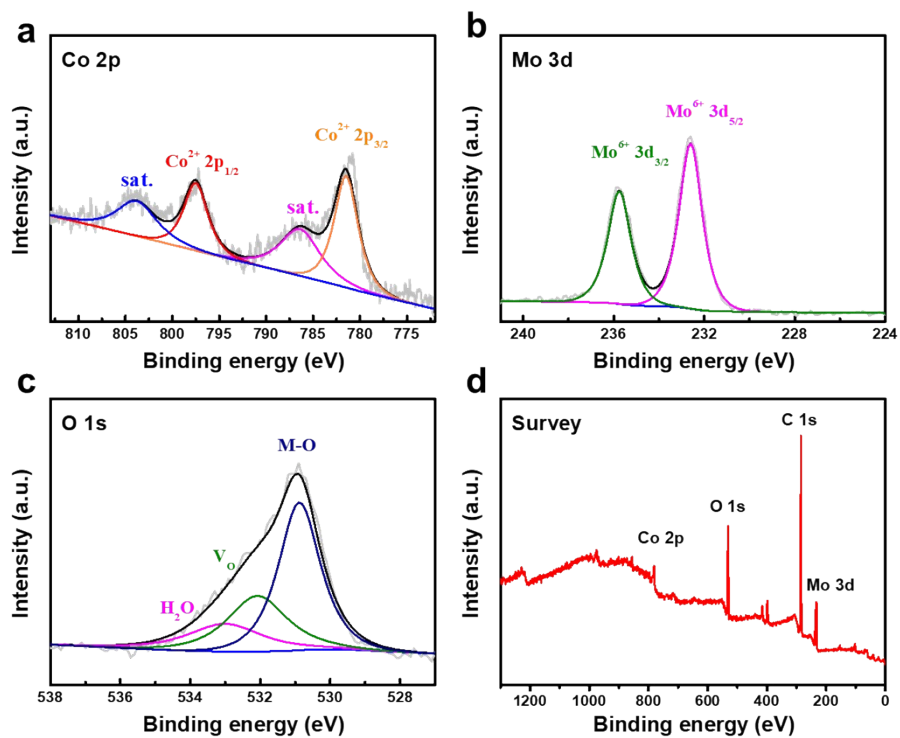 a
Co 2p
Co²⁺ 2p₃/₂
Co²⁺ 2p₁/₂
sat.
sat.
Intensity (a.u.)
810 805 800 795 790 785 780 775
Binding energy (eV)
b
Mo 3d
Mo⁶⁺ 3d₅/₂
Mo⁶⁺ 3d₃/₂
Intensity (a.u.)
240 236 232 228 224
Binding energy (eV)
c
O 1s
M-O
V_O
H₂O
Intensity (a.u.)
538 536 534 532 530 528
Binding energy (eV)
d
Survey
C 1s
O 1s
Co 2p
Mo 3d
Intensity (a.u.)
1200 1000 800 600 400 200 0
Binding energy (eV)